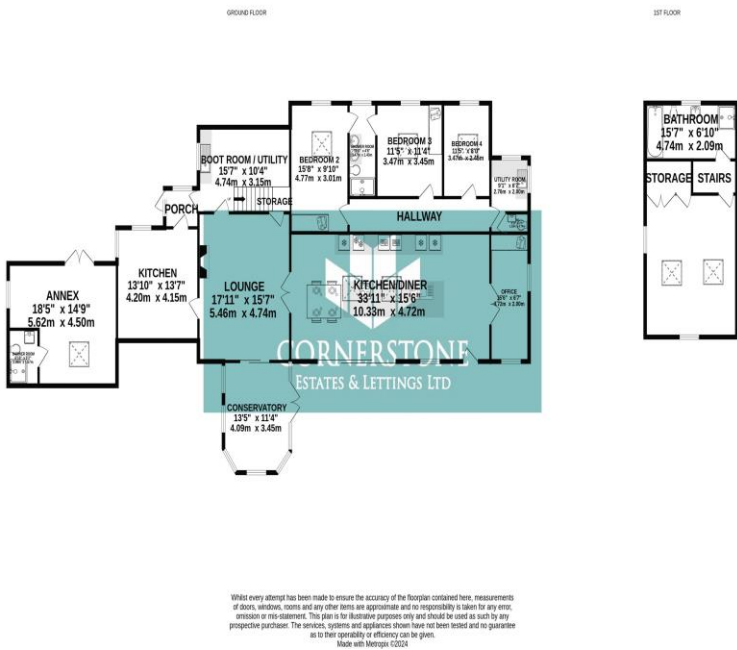 GROUND FLOOR
1ST FLOOR
BOOT ROOM / UTILITY
15'7" x 10'4"
4.74m x 3.15m
BEDROOM 2
15'8" x 9'10"
4.77m x 3.01m
BEDROOM 3
11'5" x 11'4"
3.47m x 3.45m
BEDROOM 4
UTILITY ROOM
STORAGE
PORCH
HALLWAY
KITCHEN
13'10" x 13'7"
4.20m x 4.15m
ANNEX
18'5" x 14'9"
5.62m x 4.50m
LOUNGE
17'11" x 15'7"
5.46m x 4.74m
KITCHEN/DINER
33'11" x 15'6"
10.33m x 4.72m
OFFICE
CORNERSTONE
ESTATES & LETTINGS LTD
CONSERVATORY
13'5" x 11'4"
4.09m x 3.45m
BATHROOM
15'7" x 6'10"
4.74m x 2.09m
STORAGE
STAIRS
Whilst every attempt has been made to ensure the accuracy of the floorplan contained here, measurements
of doors, windows, rooms and any other items are approximate and no responsibility is taken for any error,
omission or mis-statement. This plan is for illustrative purposes only and should be used as such by any
prospective purchaser. The services, systems and appliances shown have not been tested and no guarantee
as to their operability or efficiency can be given.
Made with Metropix ©2024